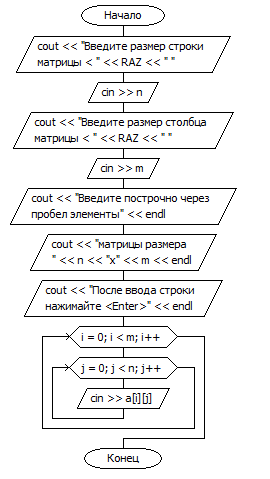 Начало
cout << "Введите размер строки
матрицы < " << RAZ << " "
cin >> n
cout << "Введите размер столбца
матрицы < " << RAZ << " "
cin >> m
cout << "Введите построчно через
пробел элементы" << endl
cout << "матрицы размера
" << n << "x" << m << endl
cout << "После ввода строки
нажимайте <Enter>" << endl
i = 0; i < m; i++
j = 0; j < n; j++
cin >> a[i][j]
Конец